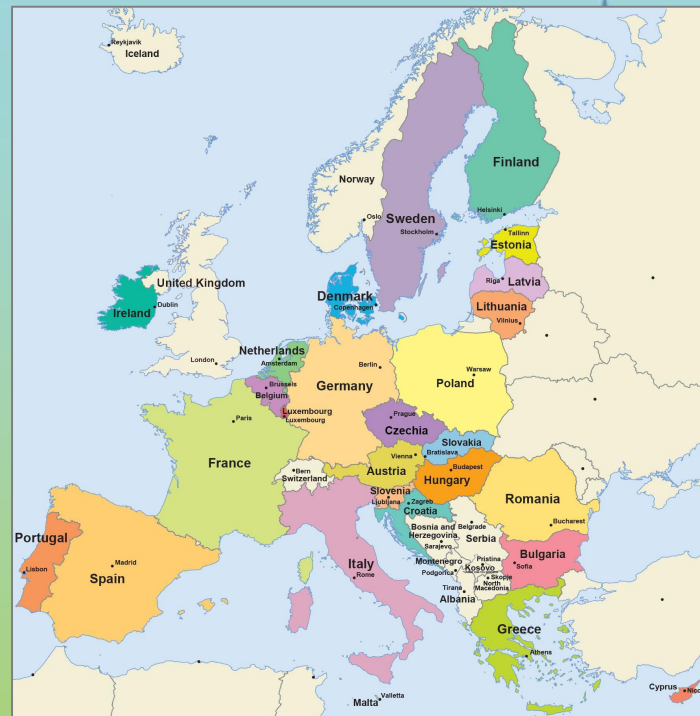 Reykjavik
Iceland
Norway
Oslo
Sweden
Stockholm
Finland
Helsinki
Tallinn
Estonia
Riga
Latvia
Lithuania
Vilnius
United Kingdom
Ireland
Dublin
London
Denmark
Copenhagen
Netherlands
Amsterdam
Brussels
Belgium
Luxembourg
Luxembourg
Berlin
Germany
Warsaw
Poland
Prague
Czechia
Slovakia
Bratislava
Vienna
Austria
Budapest
Hungary
Paris
France
Bern
Switzerland
Slovenia
Ljubljana
Zagreb
Croatia
Romania
Bucharest
Bosnia and
Herzegovina
Sarajevo
Belgrade
Serbia
Montenegro
Podgorica
Pristina
Kosovo
Skopje
North
Macedonia
Tirana
Albania
Bulgaria
Sofia
Italy
Rome
Portugal
Lisbon
Madrid
Spain
Greece
Athens
Valletta
Malta
Cyprus